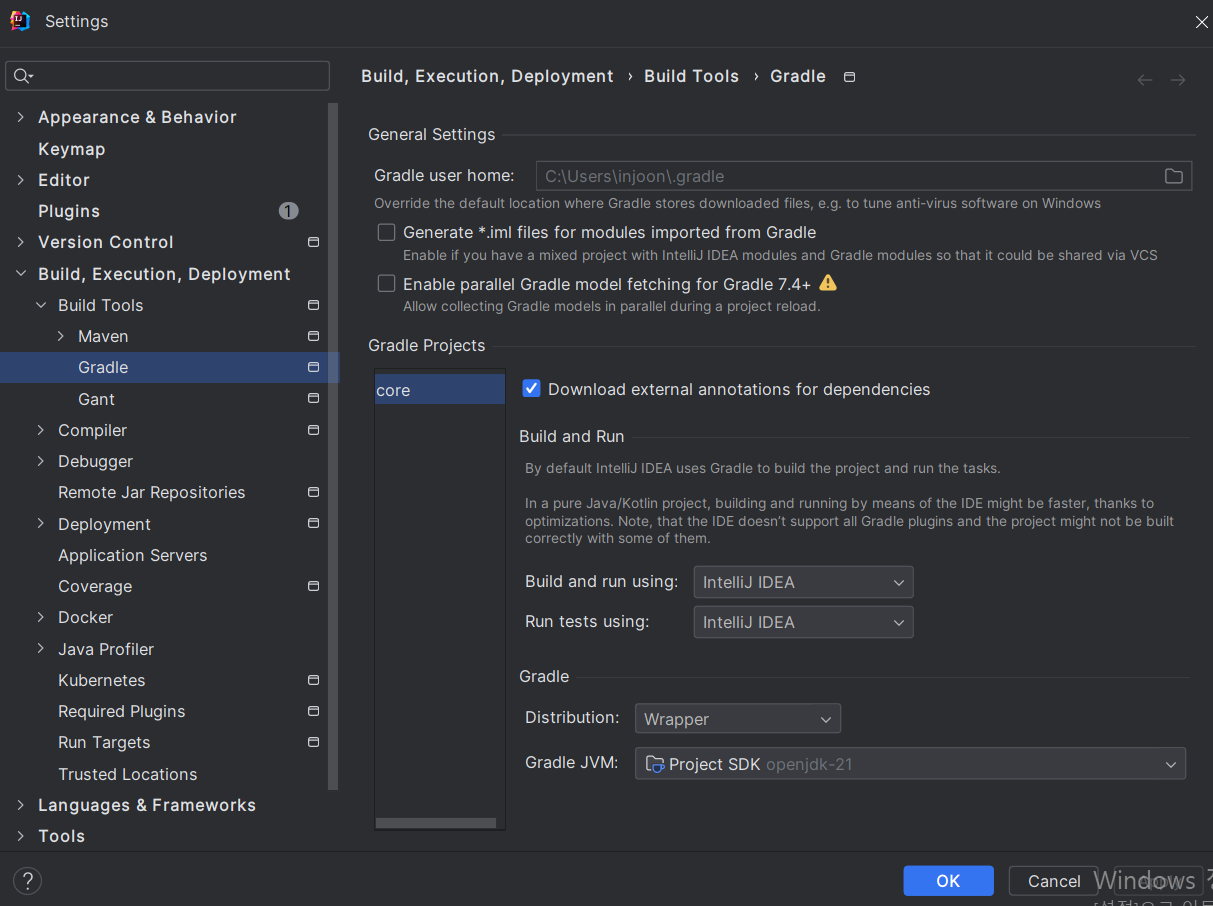 Settings
Build, Execution, Deployment › Build Tools › Gradle
Appearance & Behavior
Keymap
Editor
Plugins 1
Version Control
Build, Execution, Deployment
Build Tools
Maven
Gradle
Gant
Compiler
Debugger
Remote Jar Repositories
Deployment
Application Servers
Coverage
Docker
Java Profiler
Kubernetes
Required Plugins
Run Targets
Trusted Locations
Languages & Frameworks
Tools
General Settings
Gradle user home: C:\Users\injoon\.gradle
Override the default location where Gradle stores downloaded files, e.g. to tune anti-virus software on Windows
Generate *.iml files for modules imported from Gradle
Enable if you have a mixed project with IntelliJ IDEA modules and Gradle modules so that it could be shared via VCS
Enable parallel Gradle model fetching for Gradle 7.4+
Allow collecting Gradle models in parallel during a project reload.
Gradle Projects
core
Download external annotations for dependencies
Build and Run
By default IntelliJ IDEA uses Gradle to build the project and run the tasks.
In a pure Java/Kotlin project, building and running by means of the IDE might be faster, thanks to
optimizations. Note, that the IDE doesn't support all Gradle plugins and the project might not be built
correctly with some of them.
Build and run using: IntelliJ IDEA
Run tests using: IntelliJ IDEA
Gradle
Distribution: Wrapper
Gradle JVM: Project SDK openjdk-21
?
OK
Cancel
Windows